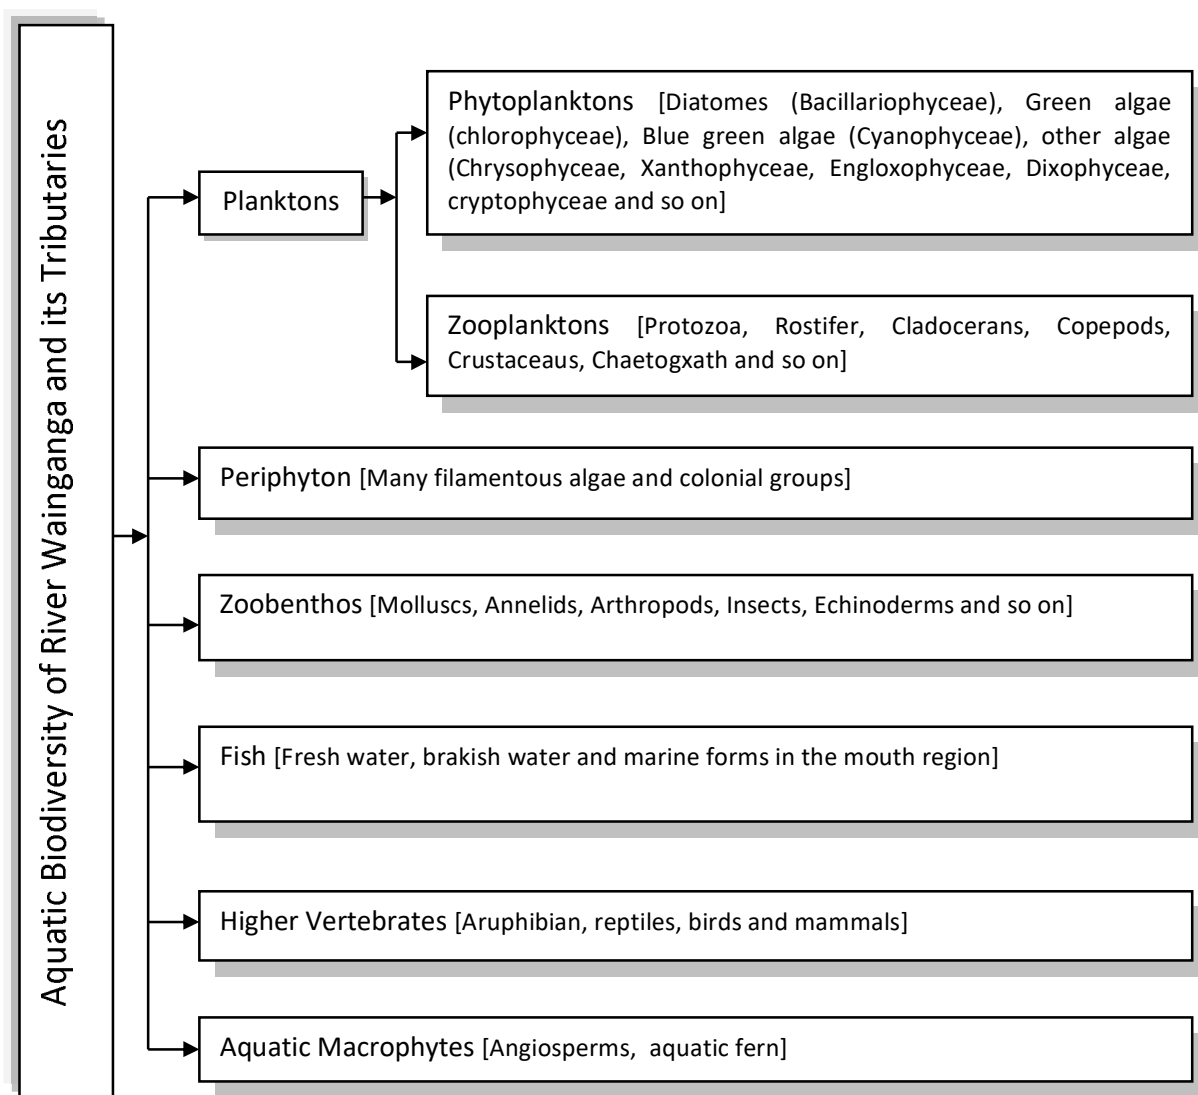 Aquatic Biodiversity of River Wainganga and its Tributaries
Planktons
Phytoplanktons [Diatomes (Bacillariophyceae), Green algae
(chlorophyceae), Blue green algae (Cyanophyceae), other algae
(Chrysophyceae, Xanthophyceae, Engloxophyceae, Dixophyceae,
cryptophyceae and so on]
Zooplanktons [Protozoa, Rostifer, Cladocerans, Copepods,
Crustaceaus, Chaetogxath and so on]
Periphyton [Many filamentous algae and colonial groups]
Zoobenthos [Molluscs, Annelids, Arthropods, Insects, Echinoderms and so on]
Fish [Fresh water, brakish water and marine forms in the mouth region]
Higher Vertebrates [Aruphibian, reptiles, birds and mammals]
Aquatic Macrophytes [Angiosperms, aquatic fern]